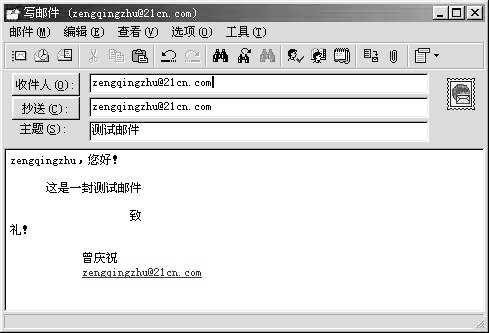 写邮件 (zengqingzhu@21cn.com)
邮件(M) 编辑(E) 查看(V) 选项(O) 工具(T)
收件人(O): zengqingzhu@21cn.com
抄送(C): zengqingzhu@21cn.com
主题(S): 测试邮件
zengqingzhu，您好！
这是一封测试邮件
致
礼！
曾庆祝
zengqingzhu@21cn.com